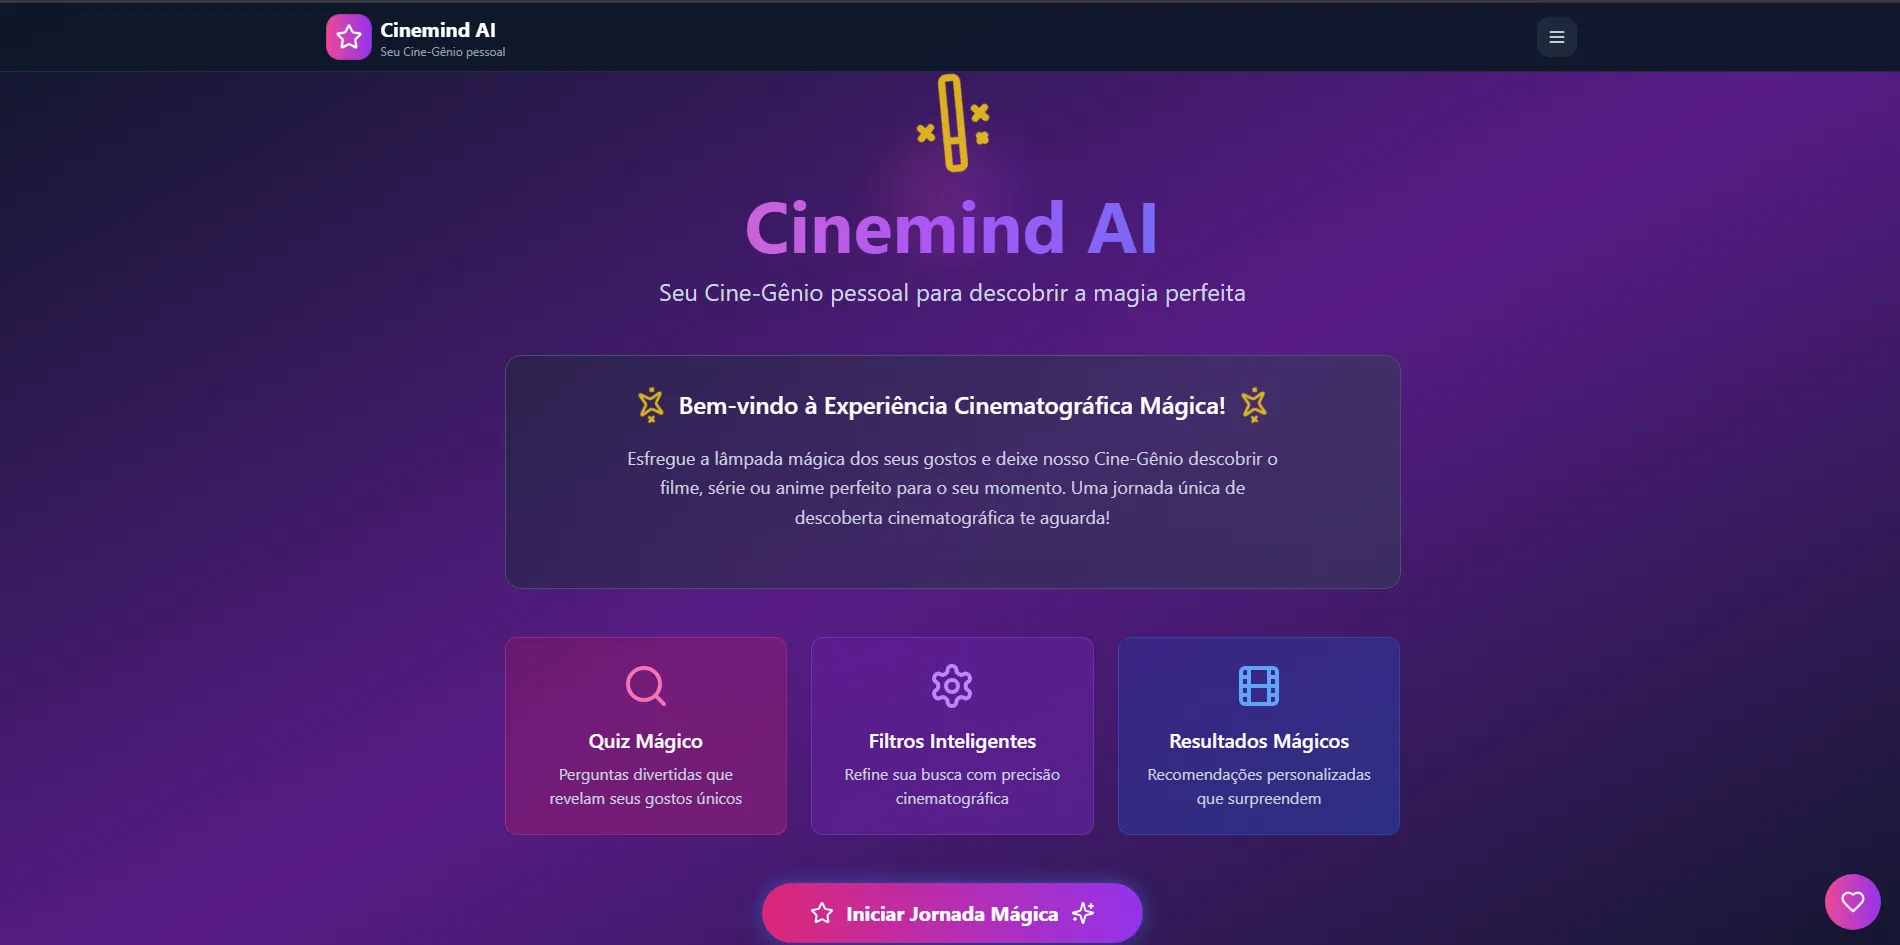 Cinemind AI
Seu Cine-Gênio pessoal
Cinemind AI
Seu Cine-Gênio pessoal para descobrir a magia perfeita
Bem-vindo à Experiência Cinematográfica Mágica!
Esfregue a lâmpada mágica dos seus gostos e deixe nosso Cine-Gênio descobrir o
filme, série ou anime perfeito para o seu momento. Uma jornada única de
descoberta cinematográfica te aguarda!
Quiz Mágico
Perguntas divertidas que
revelam seus gostos únicos
Filtros Inteligentes
Refine sua busca com precisão
cinematográfica
Resultados Mágicos
Recomendações personalizadas
que surpreendem
Iniciar Jornada Mágica